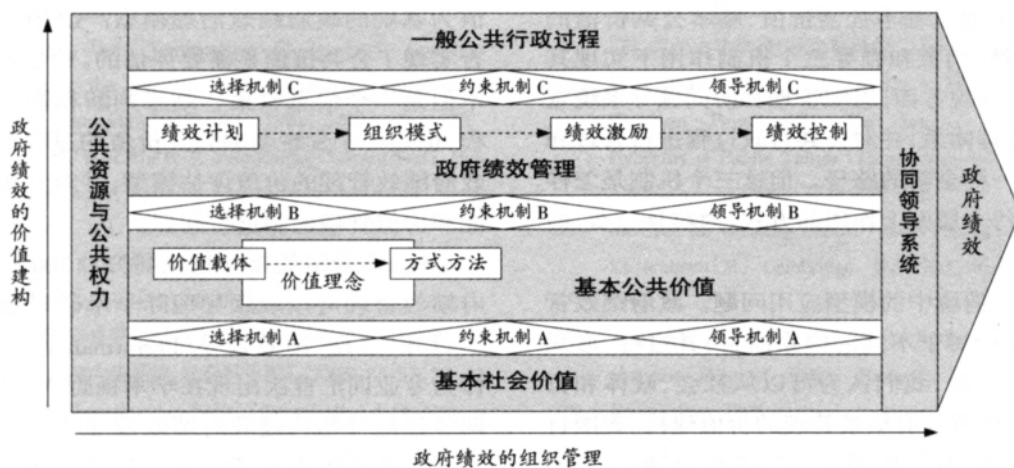 政府绩效的价值建构
公共资源与公共权力
一般公共行政过程
选择机制 C
约束机制 C
领导机制 C
绩效计划
组织模式
绩效激励
绩效控制
政府绩效管理
选择机制 B
约束机制 B
领导机制 B
价值载体
价值理念
方式方法
基本公共价值
选择机制 A
约束机制 A
领导机制 A
基本社会价值
协同领导系统
政府绩效
政府绩效的组织管理